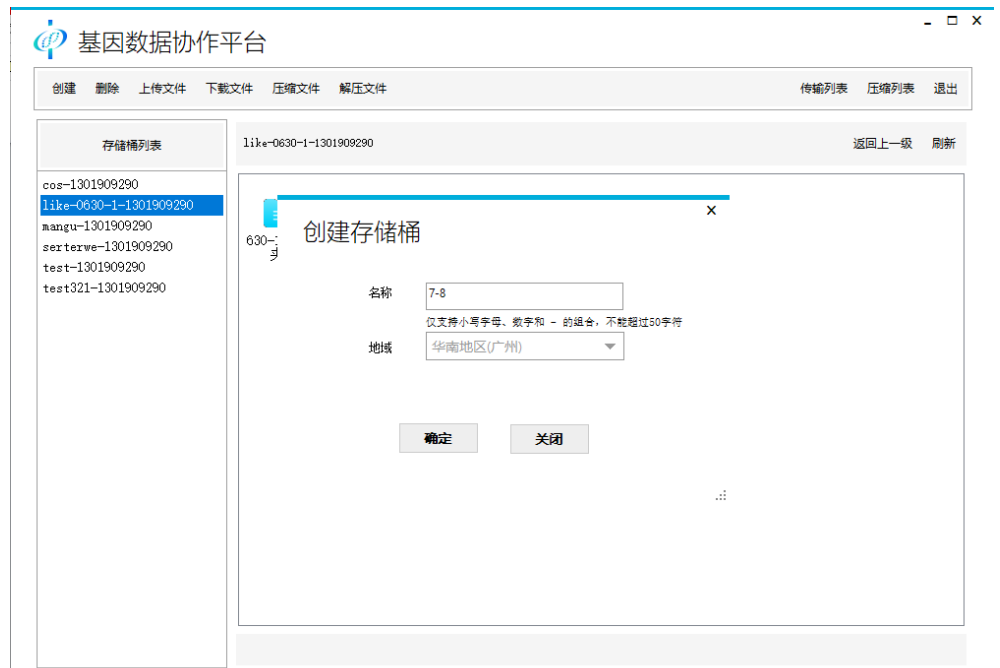 基因数据协作平台
创建 删除 上传文件 下载文件 压缩文件 解压文件 传输列表 压缩列表 退出
存储桶列表
like-0630-1-1301909290
返回上一级 刷新
cos-1301909290
like-0630-1-1301909290
mangu-1301909290
serterwe-1301909290
test-1301909290
test321-1301909290
630-
创建存储桶
名称
7-8
仅支持小写字母、数字和 - 的组合，不能超过50字符
地域
华南地区(广州)
确定
关闭